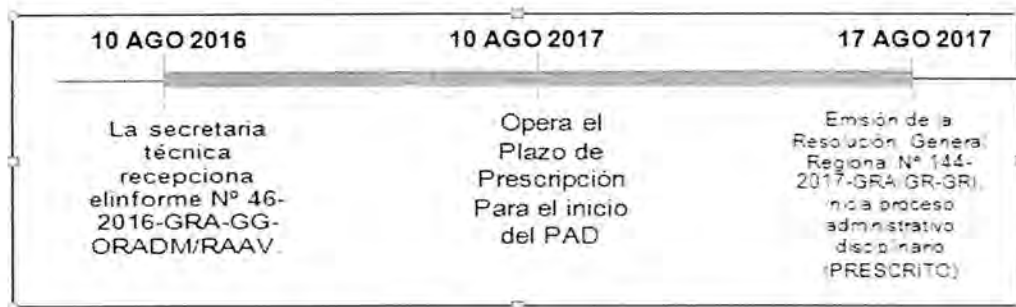 10 AGO 2016
10 AGO 2017
17 AGO 2017
La secretaria
técnica
recepciona
elinforme Nº 46-
2016-GRA-GG-
ORADM/RAAV.
Opera el
Plazo de
Prescripción
Para el inicio
del PAD
Emisión de la
Resolución General
Regional Nº 144-
2017-GRA/GR-GRI,
inicia proceso
administrativo
disciplinario
(PRESCRITO)